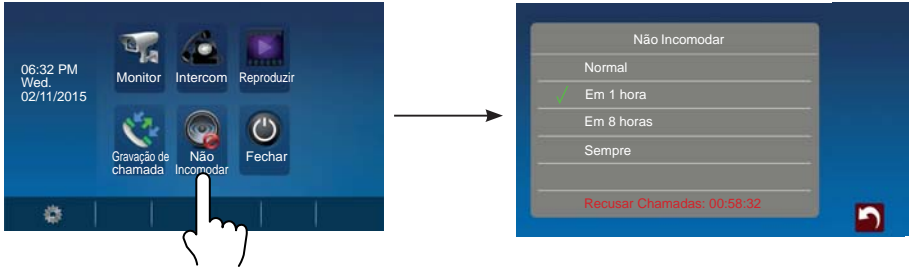 06:32 PM
Wed.
02/11/2015
Monitor
Intercom
Reproduzir
Gravação de
chamada
Não
Incomodar
Fechar
Não Incomodar
Normal
Em 1 hora
Em 8 horas
Sempre
Recusar Chamadas: 00:58:32